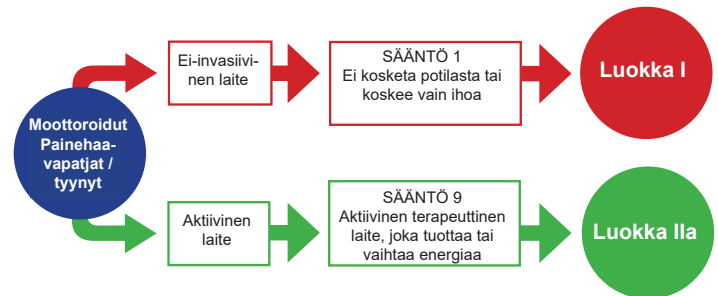 Moottoroidut
Painehaa-
vapatjat /
tyynyt
Ei-invasiivi-
nen laite
SÄÄNTÖ 1
Ei kosketa potilasta tai
koskee vain ihoa
Luokka I
Aktiivinen
laite
SÄÄNTÖ 9
Aktiivinen terapeuttinen
laite, joka tuottaa tai
vaihtaa energiaa
Luokka IIa